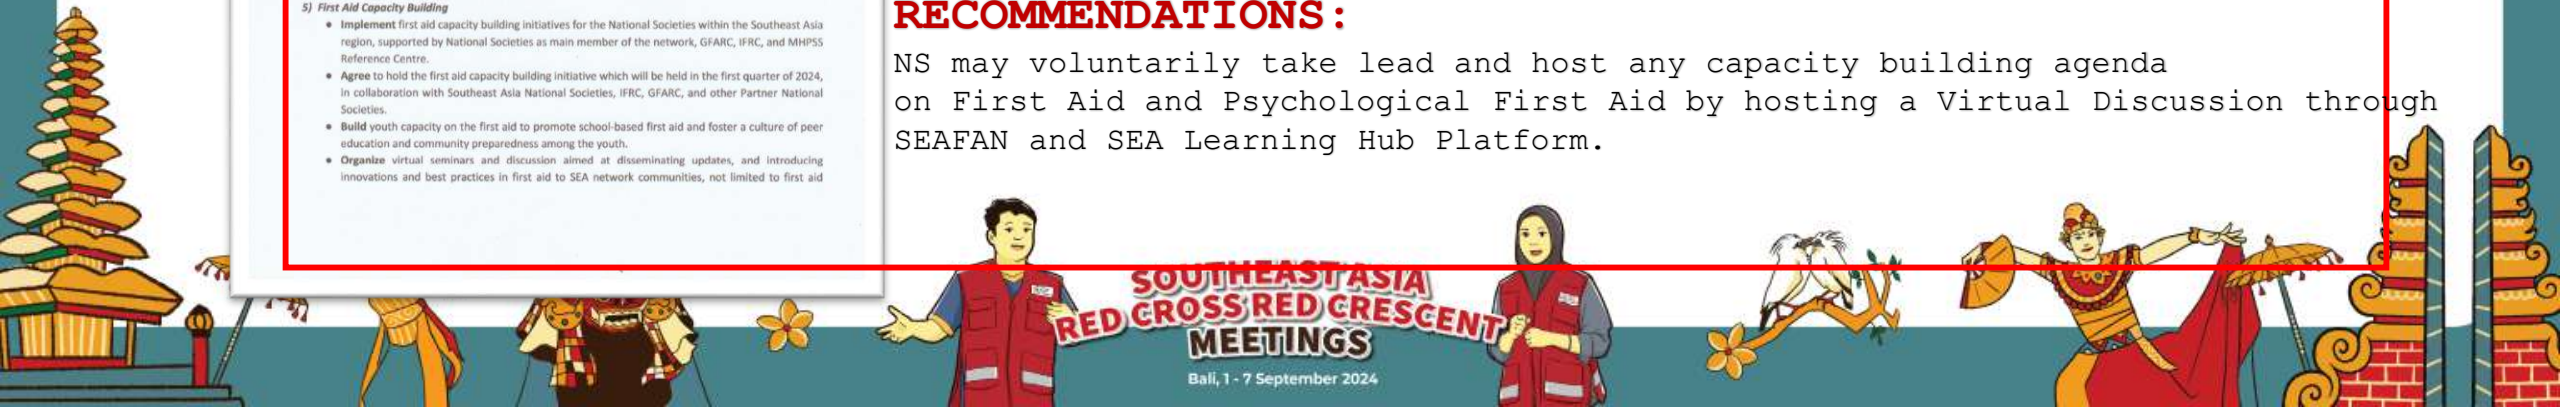 5) First Aid Capacity Building
● Implement first aid capacity building initiatives for the National Societies within the Southeast Asia
region, supported by National Societies as main member of the network, GFARC, IFRC, and MHPSS
Reference Centre.
● Agree to hold the first aid capacity building initiative which will be held in the first quarter of 2024,
in collaboration with Southeast Asia National Societies, IFRC, GFARC, and other Partner National
Societies.
● Build youth capacity on the first aid to promote school-based first aid and foster a culture of peer
education and community preparedness among the youth.
● Organize virtual seminars and discussion aimed at disseminating updates, and introducing
innovations and best practices in first aid to SEA network communities, not limited to first aid
RECOMMENDATIONS:
NS may voluntarily take lead and host any capacity building agenda
on First Aid and Psychological First Aid by hosting a Virtual Discussion through
SEAFAN and SEA Learning Hub Platform.
SOUTHEAST ASIA
RED CROSS RED CRESCENT
MEETINGS
Bali, 1 - 7 September 2024